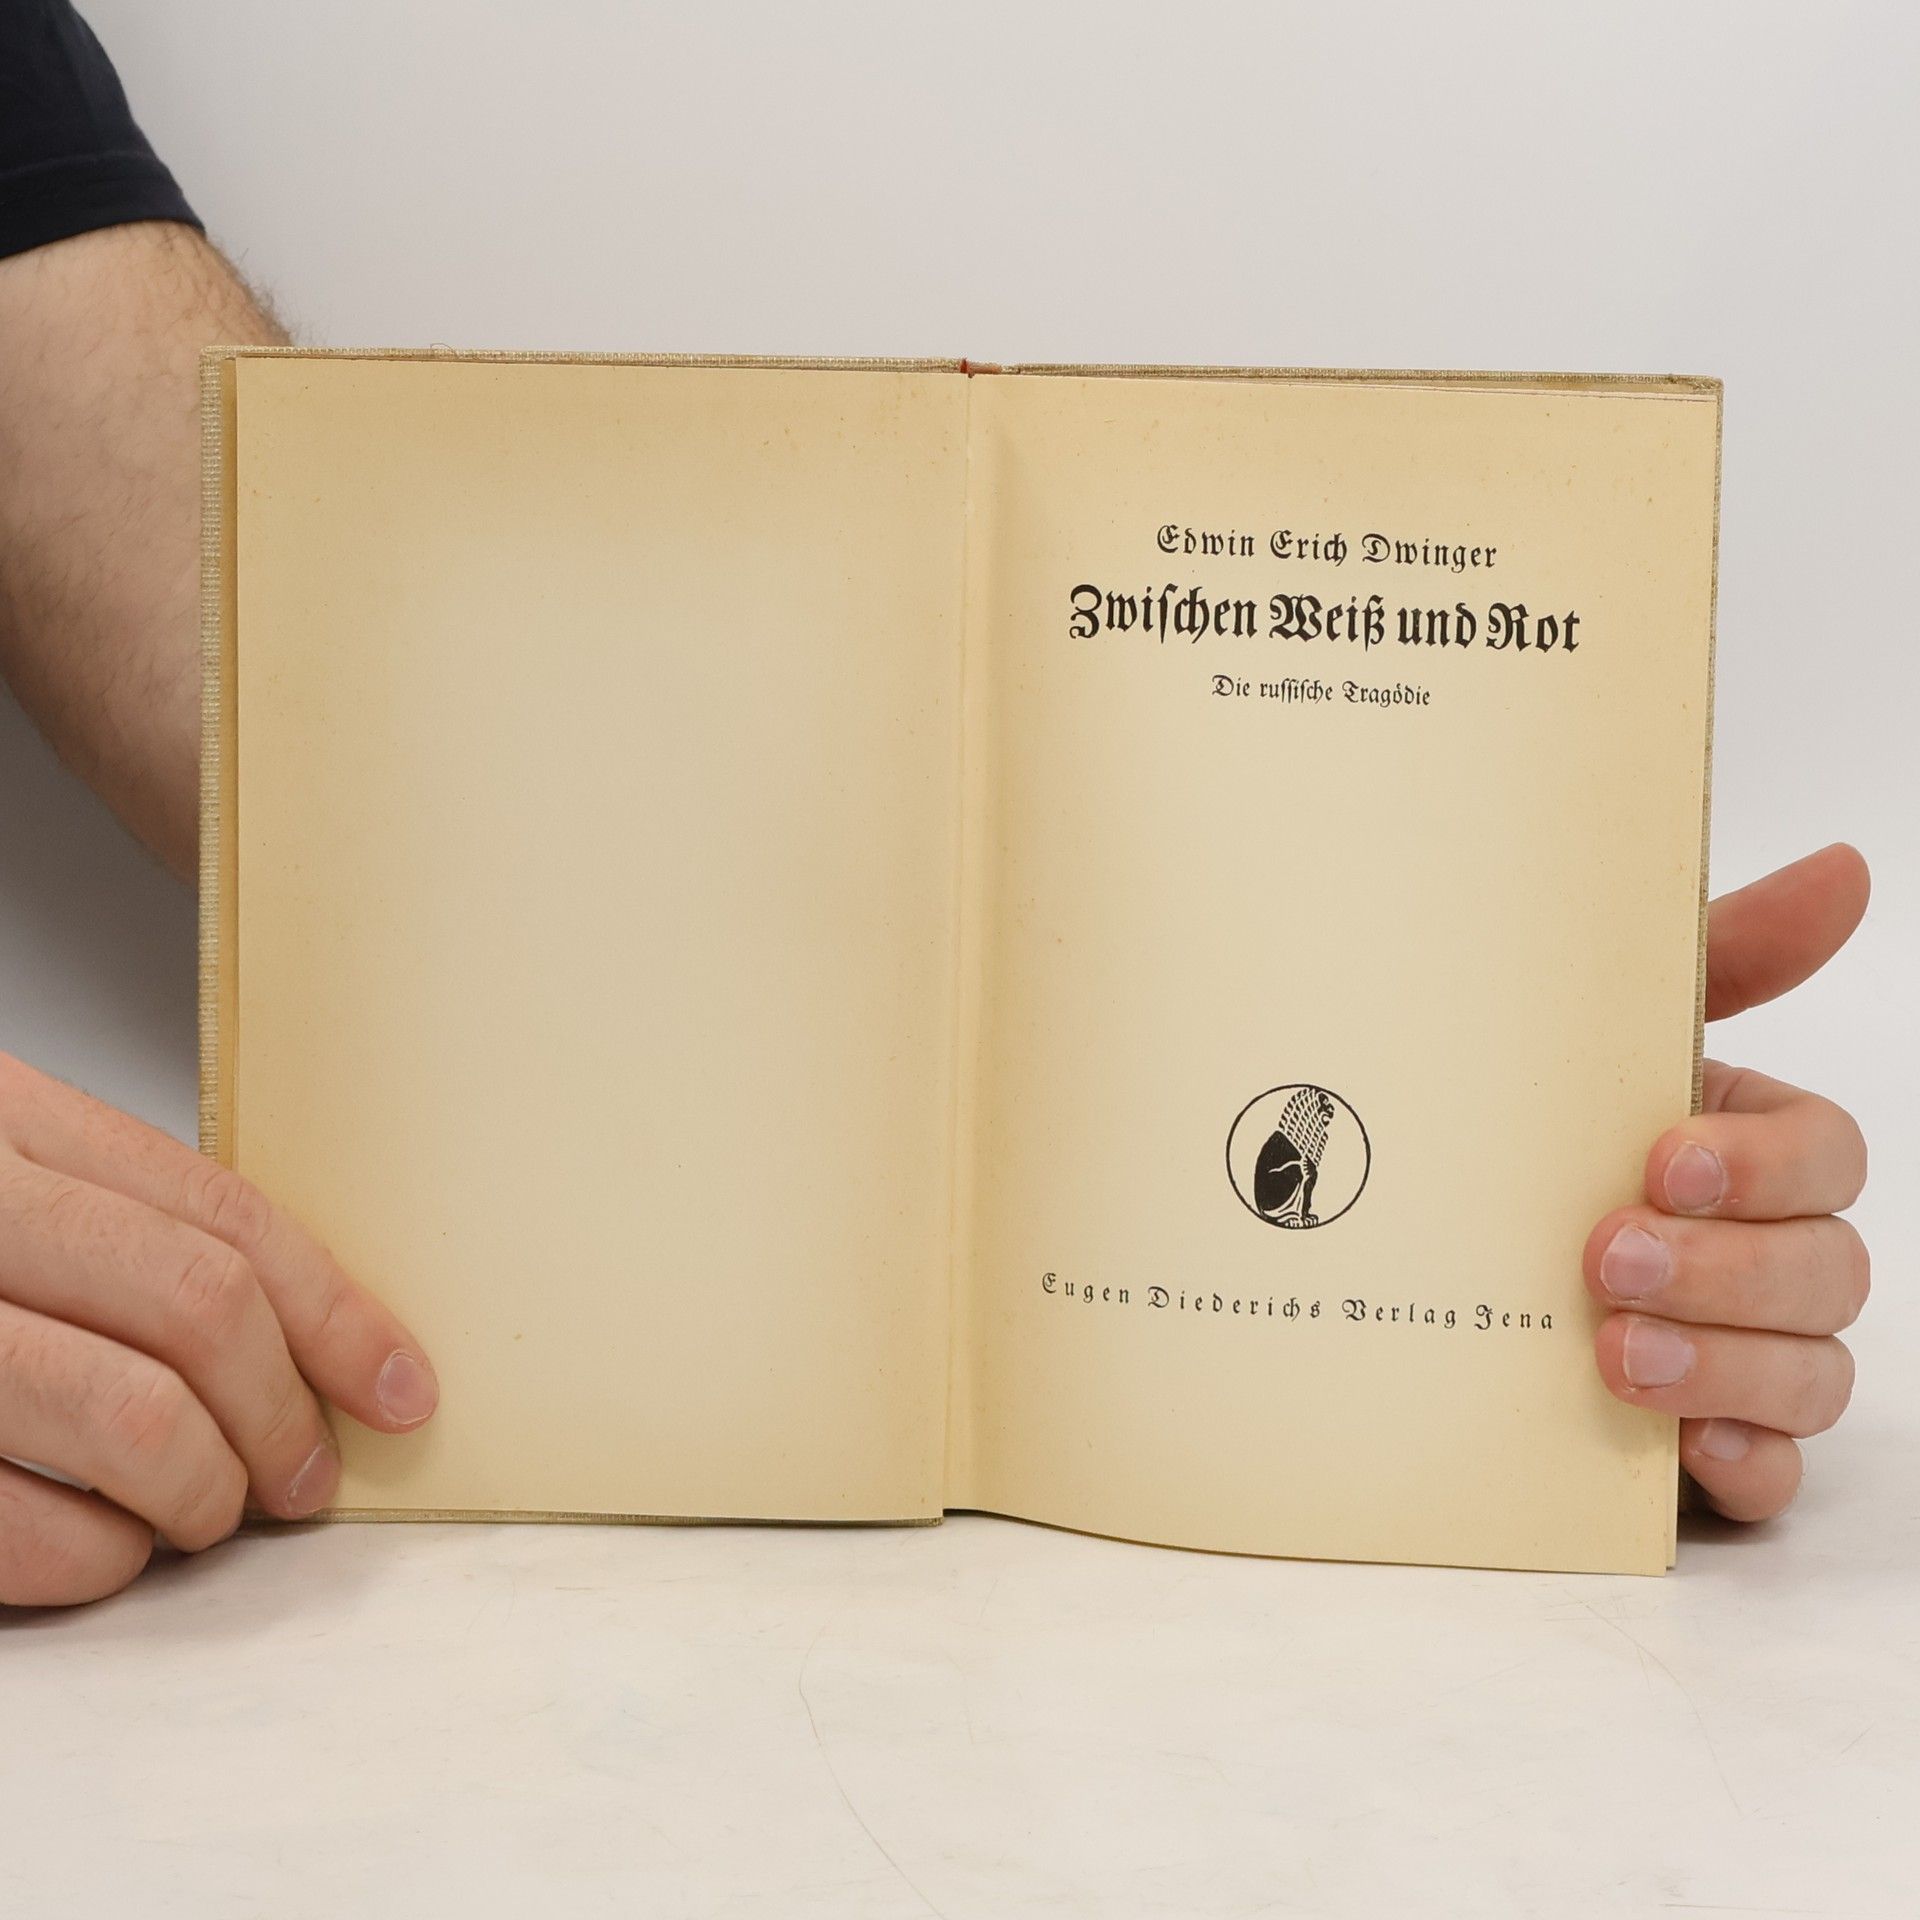 Edwin Erich Dwinger
Zwiſchen Weiß und Rot
Die ruſſiſche Tragödie
Eugen Diederichs Verlag Jena